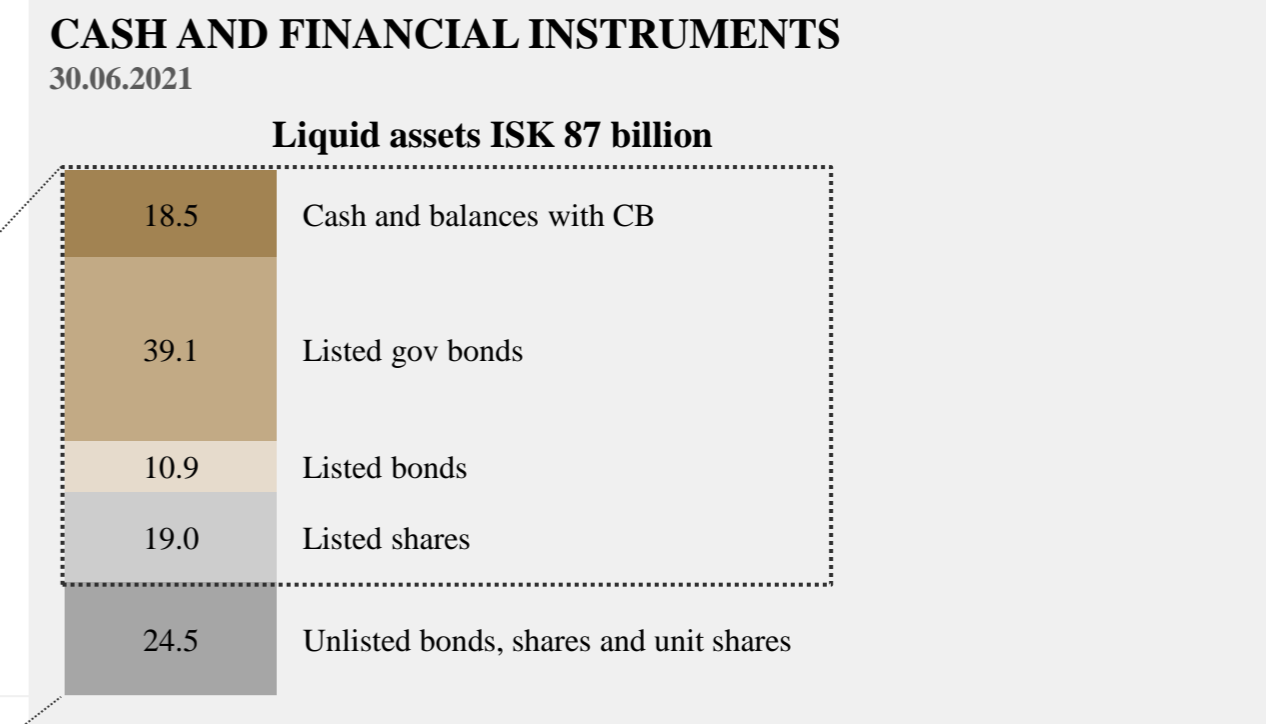 CASH AND FINANCIAL INSTRUMENTS
30.06.2021
Liquid assets ISK 87 billion
18.5 Cash and balances with CB
39.1 Listed gov bonds
10.9 Listed bonds
19.0 Listed shares
24.5 Unlisted bonds, shares and unit shares